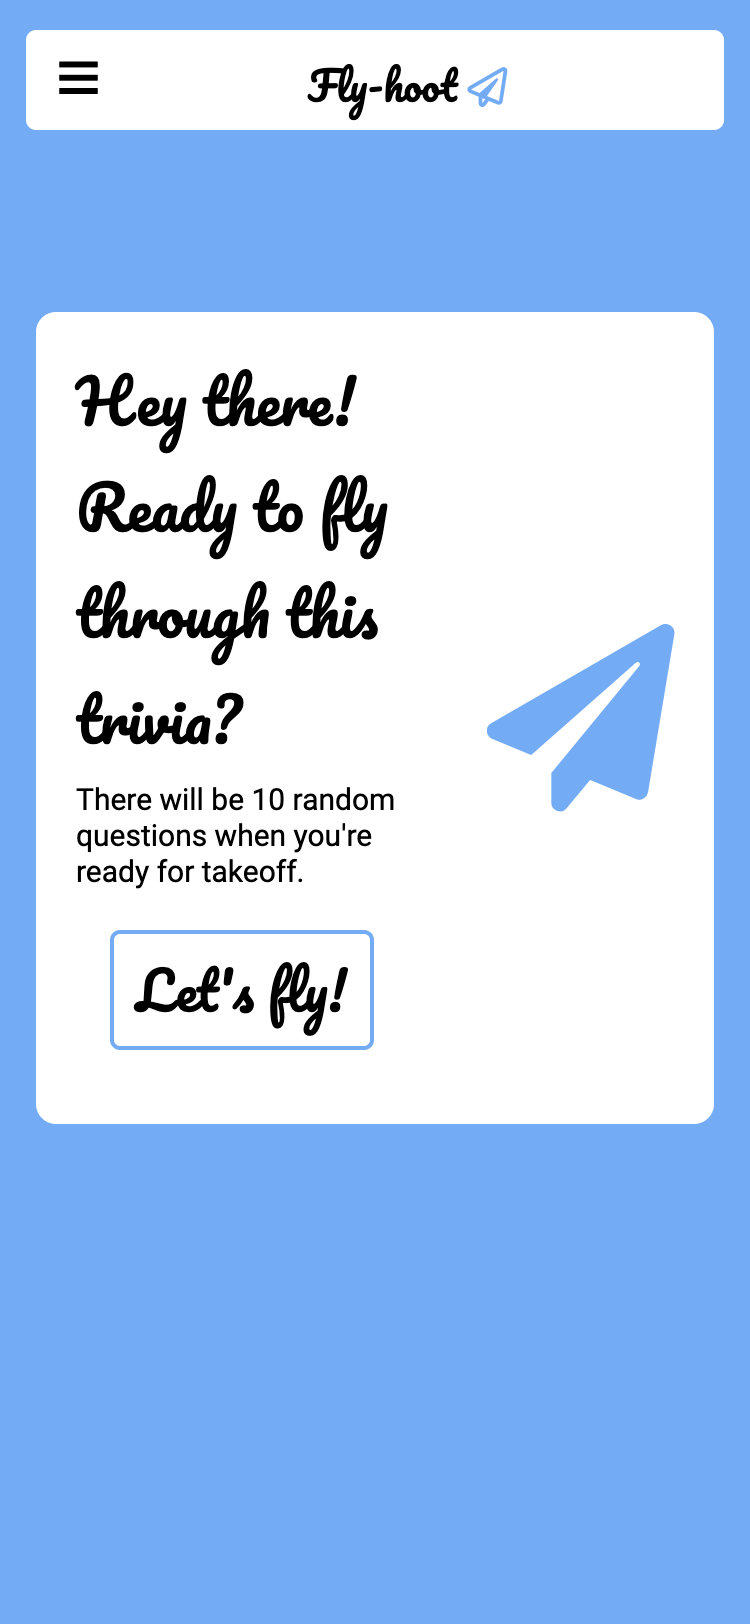 Fly-hoot
Hey there!
Ready to fly
through this
trivia?
There will be 10 random
questions when you're
ready for takeoff.
Let's fly!